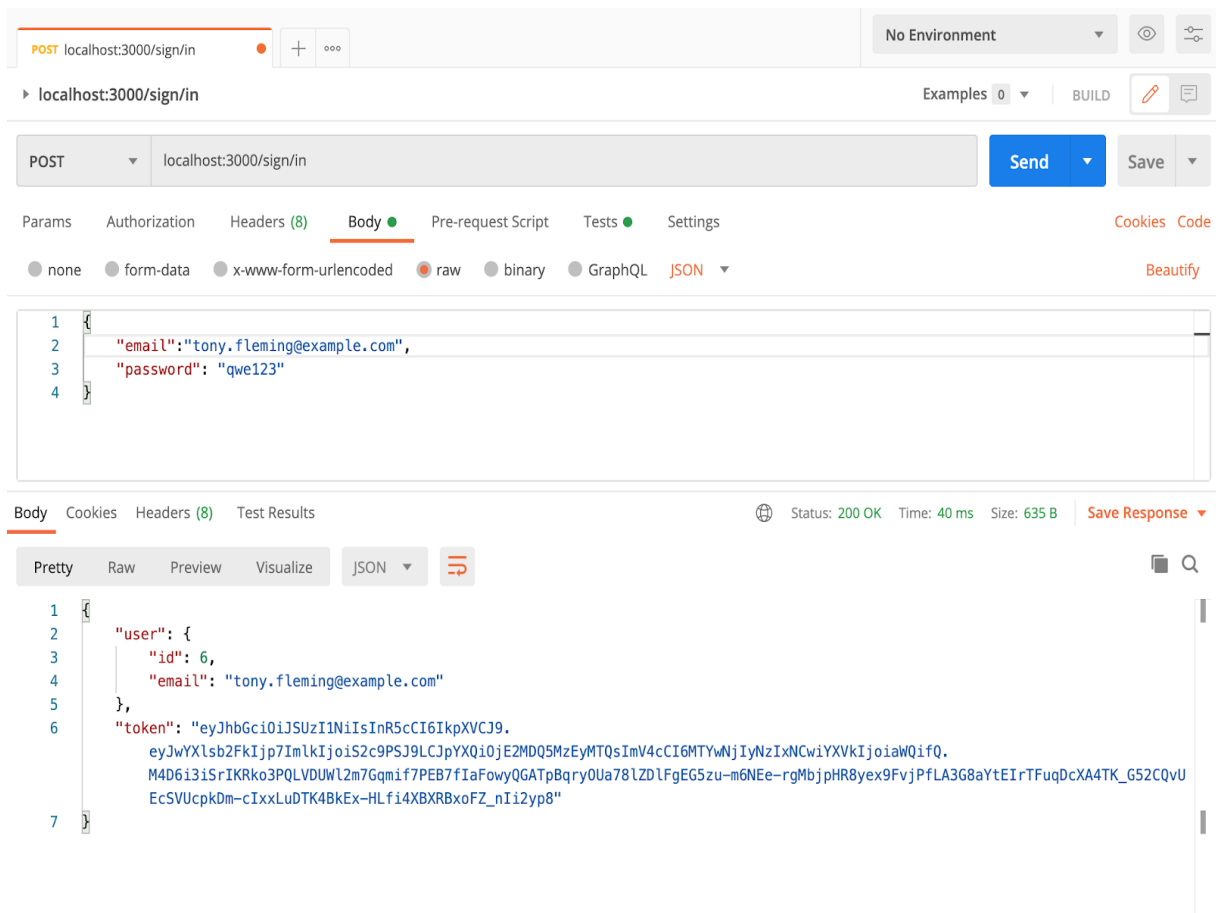 POST localhost:3000/sign/in
No Environment
localhost:3000/sign/in
Examples 0
BUILD
POST
localhost:3000/sign/in
Send
Save
Params Authorization Headers (8) Body Pre-request Script Tests Settings Cookies Code
none form-data x-www-form-urlencoded raw binary GraphQL JSON Beautify
1 {
2 "email":"tony.fleming@example.com",
3 "password": "qwe123"
4 }
Body Cookies Headers (8) Test Results Status: 200 OK Time: 40 ms Size: 635 B Save Response
Pretty Raw Preview Visualize JSON
1 {
2 "user": {
3 "id": 6,
4 "email": "tony.fleming@example.com"
5 },
6 "token": "eyJhbGciOiJSUzI1NiIsInR5cCI6IkpXVCJ9.
eyJwYXlsb2FkIjp7ImlkIjoiS2c9PSJ9LCJpYXQiOjE2MDQ5MzEyMTQsImV4cCI6MTYwNjIyNzIxNCwiYXVkIjoiaWQifQ.
M4D6i3iSrIKRko3PQLVDUWl2m7Gqmif7PEB7fIaFowyQGATpBqryOUa78lZDlFgEG5zu-m6NEe-rgMbjpHR8yex9FvjPfLA3G8aYtEIrTFuqDcXA4TK_G52CQvU
EcSVUcpkDm-cIxxLuDTK4BkEx-HLfi4XBXRBxoFZ_nIi2yp8"
7 }